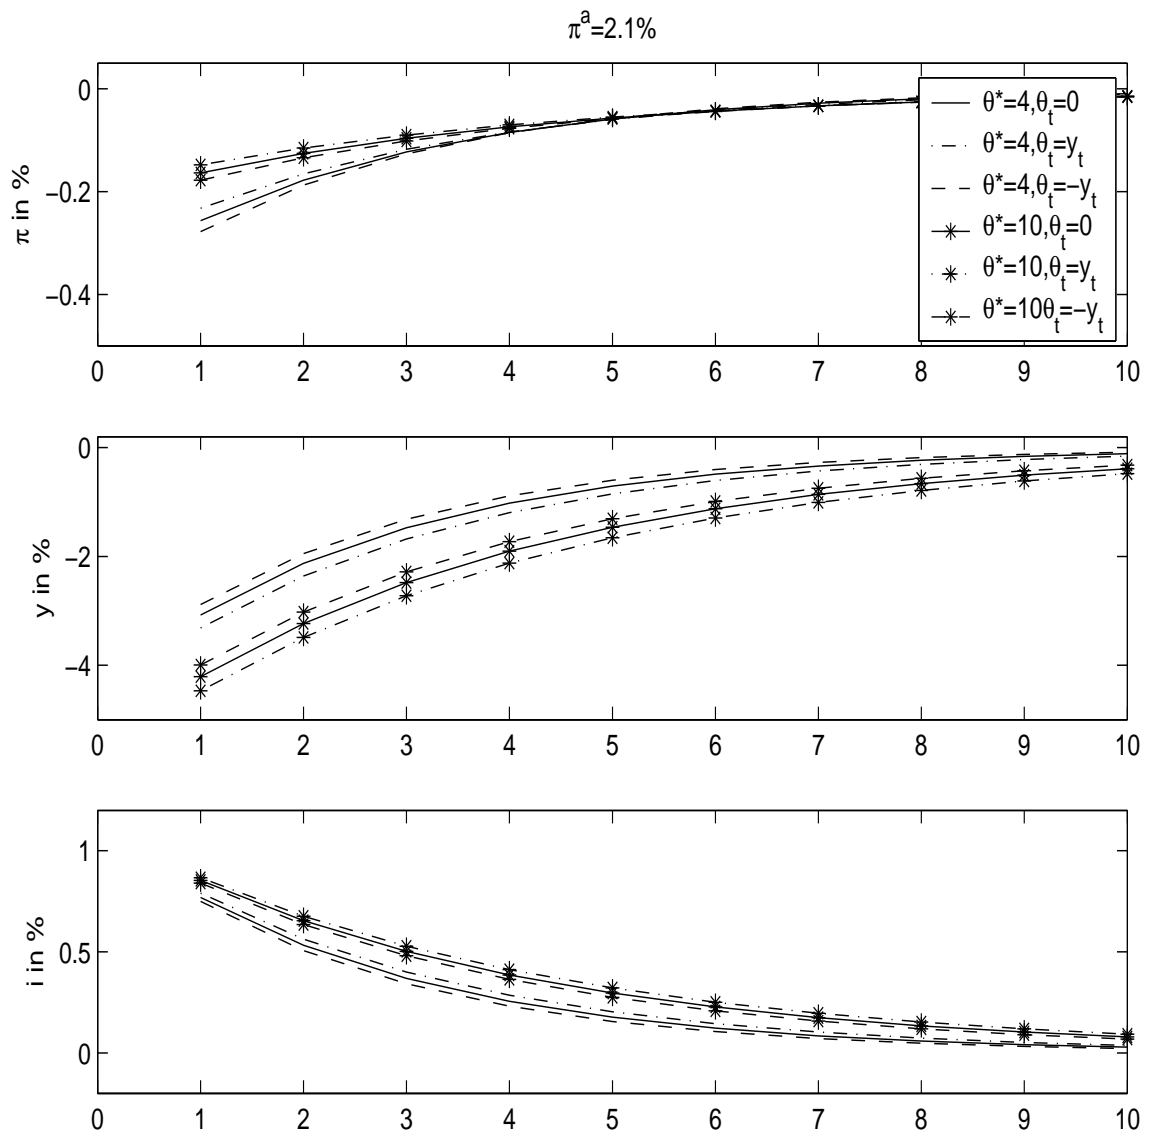 π^a=2.1%
0
−0.2
−0.4
π in %
θ*=4,θ_t=0
θ*=4,θ_t=y_t
θ*=4,θ_t=−y_t
θ*=10,θ_t=0
θ*=10,θ_t=y_t
θ*=10θ_t=−y_t
0 1 2 3 4 5 6 7 8 9 10
0
−2
−4
y in %
0 1 2 3 4 5 6 7 8 9 10
1
0.5
0
i in %
0 1 2 3 4 5 6 7 8 9 10